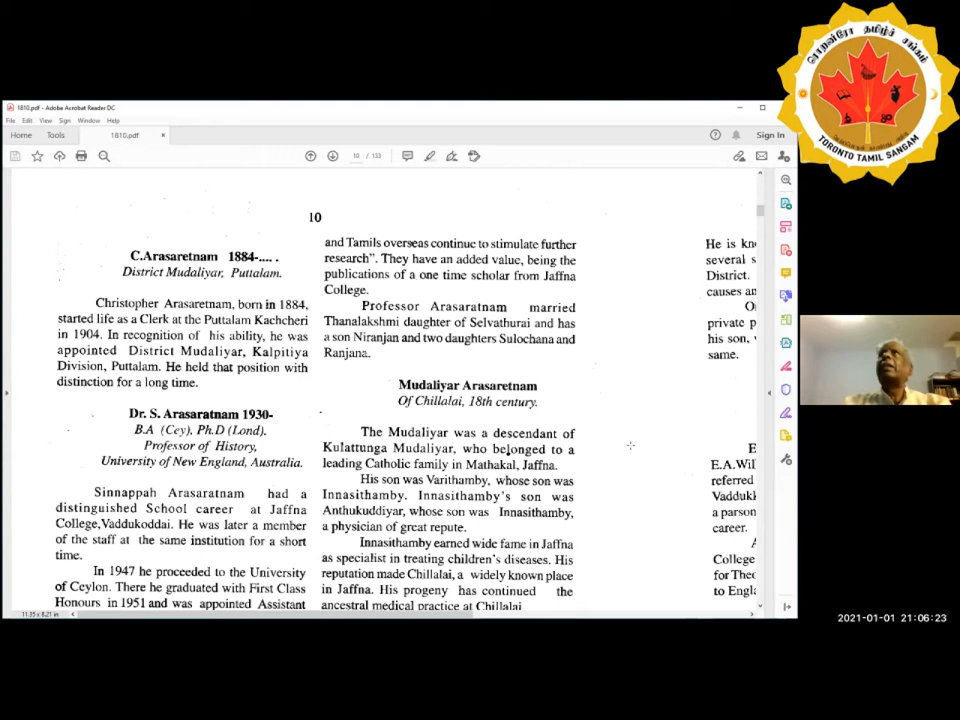 1810.pdf - Adobe Acrobat Reader DC
File Edit View Sign Window Help
Home Tools 1810.pdf × Sign In
10 / 133
10
C.Arasaretnam 1884-.... .
District Mudaliyar, Puttalam.
Christopher Arasaretnam, born in 1884,
started life as a Clerk at the Puttalam Kachcheri
in 1904. In recognition of his ability, he was
appointed District Mudaliyar, Kalpitiya
Division, Puttalam. He held that position with
distinction for a long time.
Dr. S. Arasaratnam 1930-
B.A (Cey). Ph.D (Lond).
Professor of History,
University of New England, Australia.
Sinnappah Arasaratnam had a
distinguished School career at Jaffna
College,Vaddukoddai. He was later a member
of the staff at the same institution for a short
time.
In 1947 he proceeded to the University
of Ceylon. There he graduated with First Class
Honours in 1951 and was appointed Assistant
and Tamils overseas continue to stimulate further
research”. They have an added value, being the
publications of a one time scholar from Jaffna
College.
Professor Arasaratnam married
Thanalakshmi daughter of Selvathurai and has
a son Niranjan and two daughters Sulochana and
Ranjana.
Mudaliyar Arasaretnam
Of Chillalai, 18th century.
The Mudaliyar was a descendant of
Kulattunga Mudaliyar, who belonged to a
leading Catholic family in Mathakal, Jaffna.
His son was Varithamby, whose son was
Innasithamby. Innasithamby's son was
Anthukuddiyar, whose son was Innasithamby,
a physician of great repute.
Innasithamby earned wide fame in Jaffna
as specialist in treating children's diseases. His
reputation made Chillalai, a widely known place
in Jaffna. His progeny has continued the
ancestral medical practice at Chillalai
He is kn
several s
District.
causes an
O
private p
his son,
same.
E
E.A.Wil
referred
Vadduk
a parson
career.
College
for Theo
to Engla
11.35 x 8.21 in
ரொறன்ரோ தமிழ்ச் சங்கம்
TORONTO TAMIL SANGAM
2021-01-01 21:06:23